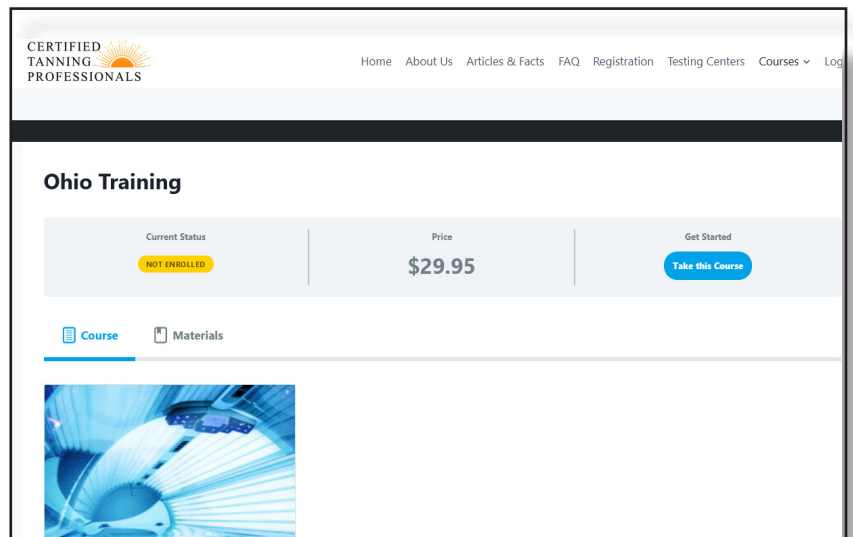 CERTIFIED
TANNING
PROFESSIONALS
Home About Us Articles & Facts FAQ Registration Testing Centers Courses Log
Ohio Training
Current Status Price Get Started
NOT ENROLLED $29.95 Take this Course
Course Materials